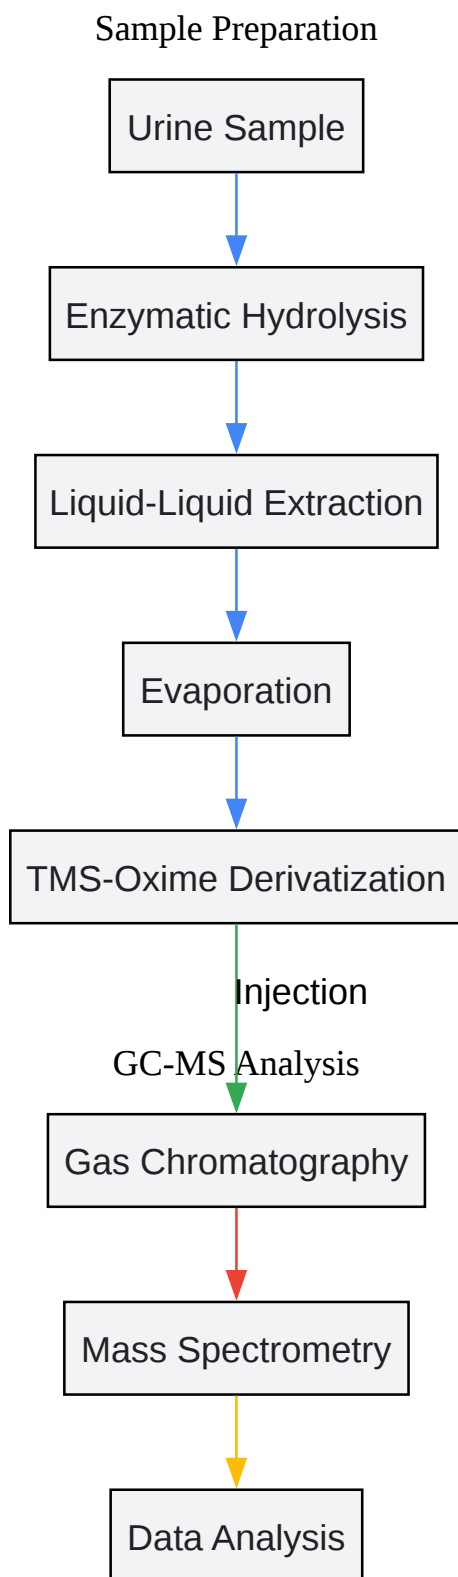 Sample Preparation
Urine Sample
Enzymatic Hydrolysis
Liquid-Liquid Extraction
Evaporation
TMS-Oxime Derivatization
Injection
GC-MS Analysis
Gas Chromatography
Mass Spectrometry
Data Analysis